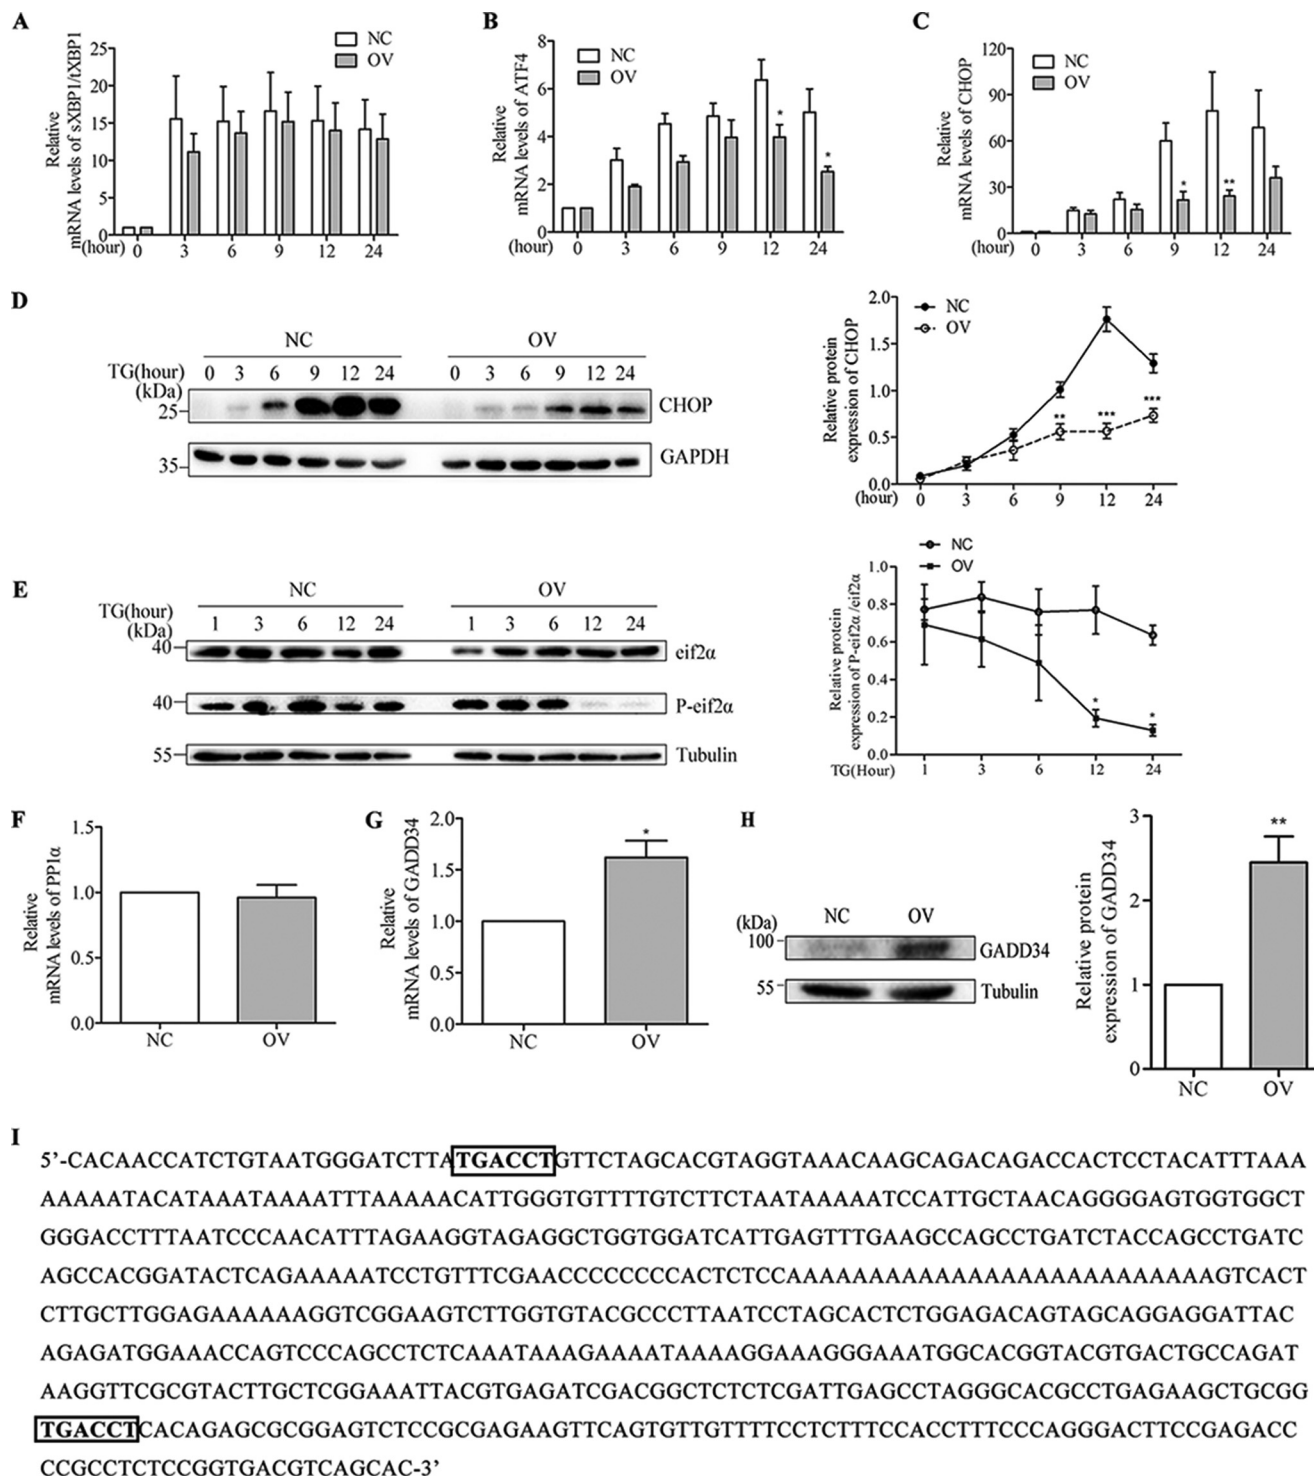 A
Relative
mRNA levels of sXBP1/tXBP1
25
20
15
10
5
0
NC
OV
(hour) 0 3 6 9 12 24
B
Relative
mRNA levels of ATF4
8
6
4
2
0
NC
OV
*
*
(hour) 0 3 6 9 12 24
C
Relative
mRNA levels of CHOP
120
90
60
30
0
NC
OV
*
**
(hour) 0 3 6 9 12 24
D
NC OV
TG(hour) 0 3 6 9 12 24 0 3 6 9 12 24
(kDa)
25 CHOP
35 GAPDH
Relative protein
expression of CHOP
2.0
1.5
1.0
0.5
0.0
NC
OV
** *** ***
(hour) 0 3 6 9 12 24
E
NC OV
TG(hour) 1 3 6 12 24 1 3 6 12 24
(kDa)
40 eif2α
40 P-eif2α
55 Tubulin
Relative protein
expression of P-eif2α/eif2α
NC
OV
1.0
0.8
0.6
0.4
0.2
0.0
* *
TG(Hour) 1 3 6 12 24
F
Relative
mRNA levels of PP1α
1.5
1.0
0.5
0.0
NC OV
G
Relative
mRNA levels of GADD34
2.0
1.5
1.0
0.5
0.0
*
NC OV
H
(kDa) NC OV
100 GADD34
55 Tubulin
Relative protein
expression of GADD34
3
2
1
0
**
NC OV
I
5’-CACAACCATCTGTAATGGGATCTTATGACCTGTTCTAGCACGTAGGTAAACAAGCAGACAGACCACTCCTACATTTAAA
AAAAATACATAAATAAAATTTAAAAACATTGGGTGTTTTGTCTTCTAATAAAAATCCATTGCTAACAGGGGAGTGGTGGCT
GGGACCTTTAATCCCAACATTTAGAAGGTAGAGGCTGGTGGATCATTGAGTTTGAAGCCAGCCTGATCTACCAGCCTGATC
AGCCACGGATACTCAGAAAAATCCTGTTTCGAACCCCCCCCACTCTCCAAAAAAAAAAAAAAAAAAAAAAAAAAAGTCACT
CTTGCTTGGAGAAAAAAGGTCGGAAGTCTTGGTGTACGCCCTTAATCCTAGCACTCTGGAGACAGTAGCAGGAGGATTAC
AGAGATGGAAACCAGTCCCAGCCTCTCAAATAAAGAAAATAAAAGGAAAGGGAAATGGCACGGTACGTGACTGCCAGAT
AAGGTTCGCGTACTTGCTCGGAAATTACGTGAGATCGACGGCTCTCTCGATTGAGCCTAGGGCACGCCTGAGAAGCTGCGG
TGACCTCACAGAGCGCGGAGTCTCCGCGAGAAGTTCAGTGTTGTTTTCCTCTTTCCACCTTTCCCAGGGACTTCCGAGACC
CCGCCTCTCCGGTGACGTCAGCAC-3’